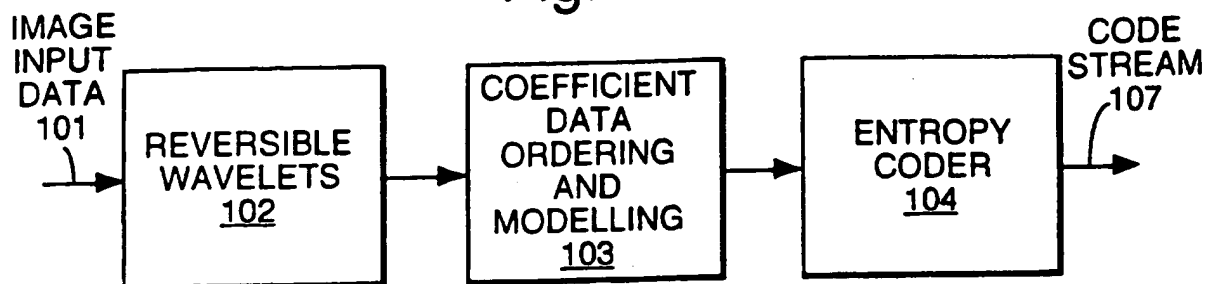 Fig.
IMAGE
INPUT
DATA
101
REVERSIBLE
WAVELETS
102
COEFFICIENT
DATA
ORDERING
AND
MODELLING
103
ENTROPY
CODER
104
CODE
STREAM
107